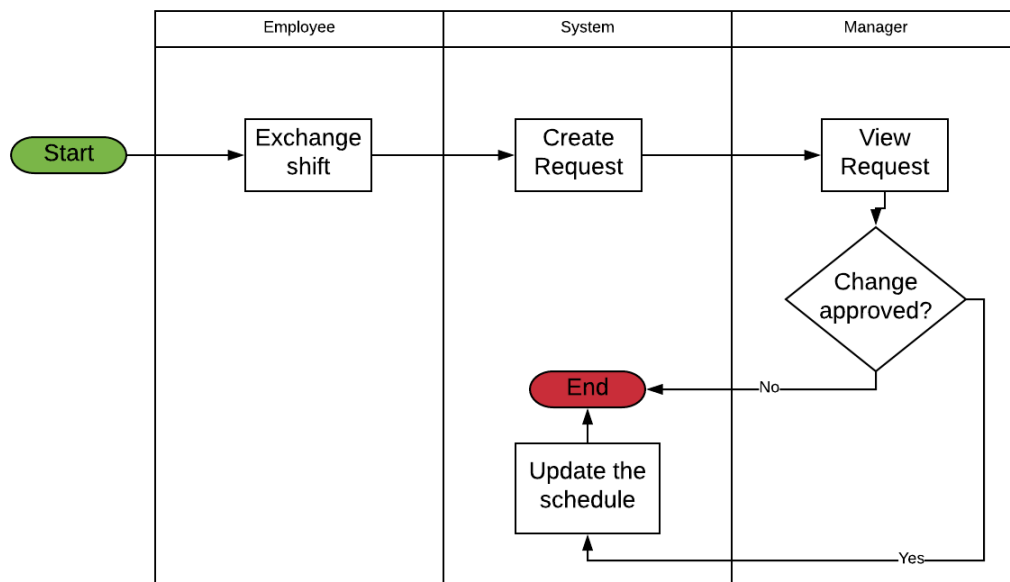 Employee
System
Manager
Start
Exchange
shift
Create
Request
View
Request
Change
approved?
End
No
Update the
schedule
Yes